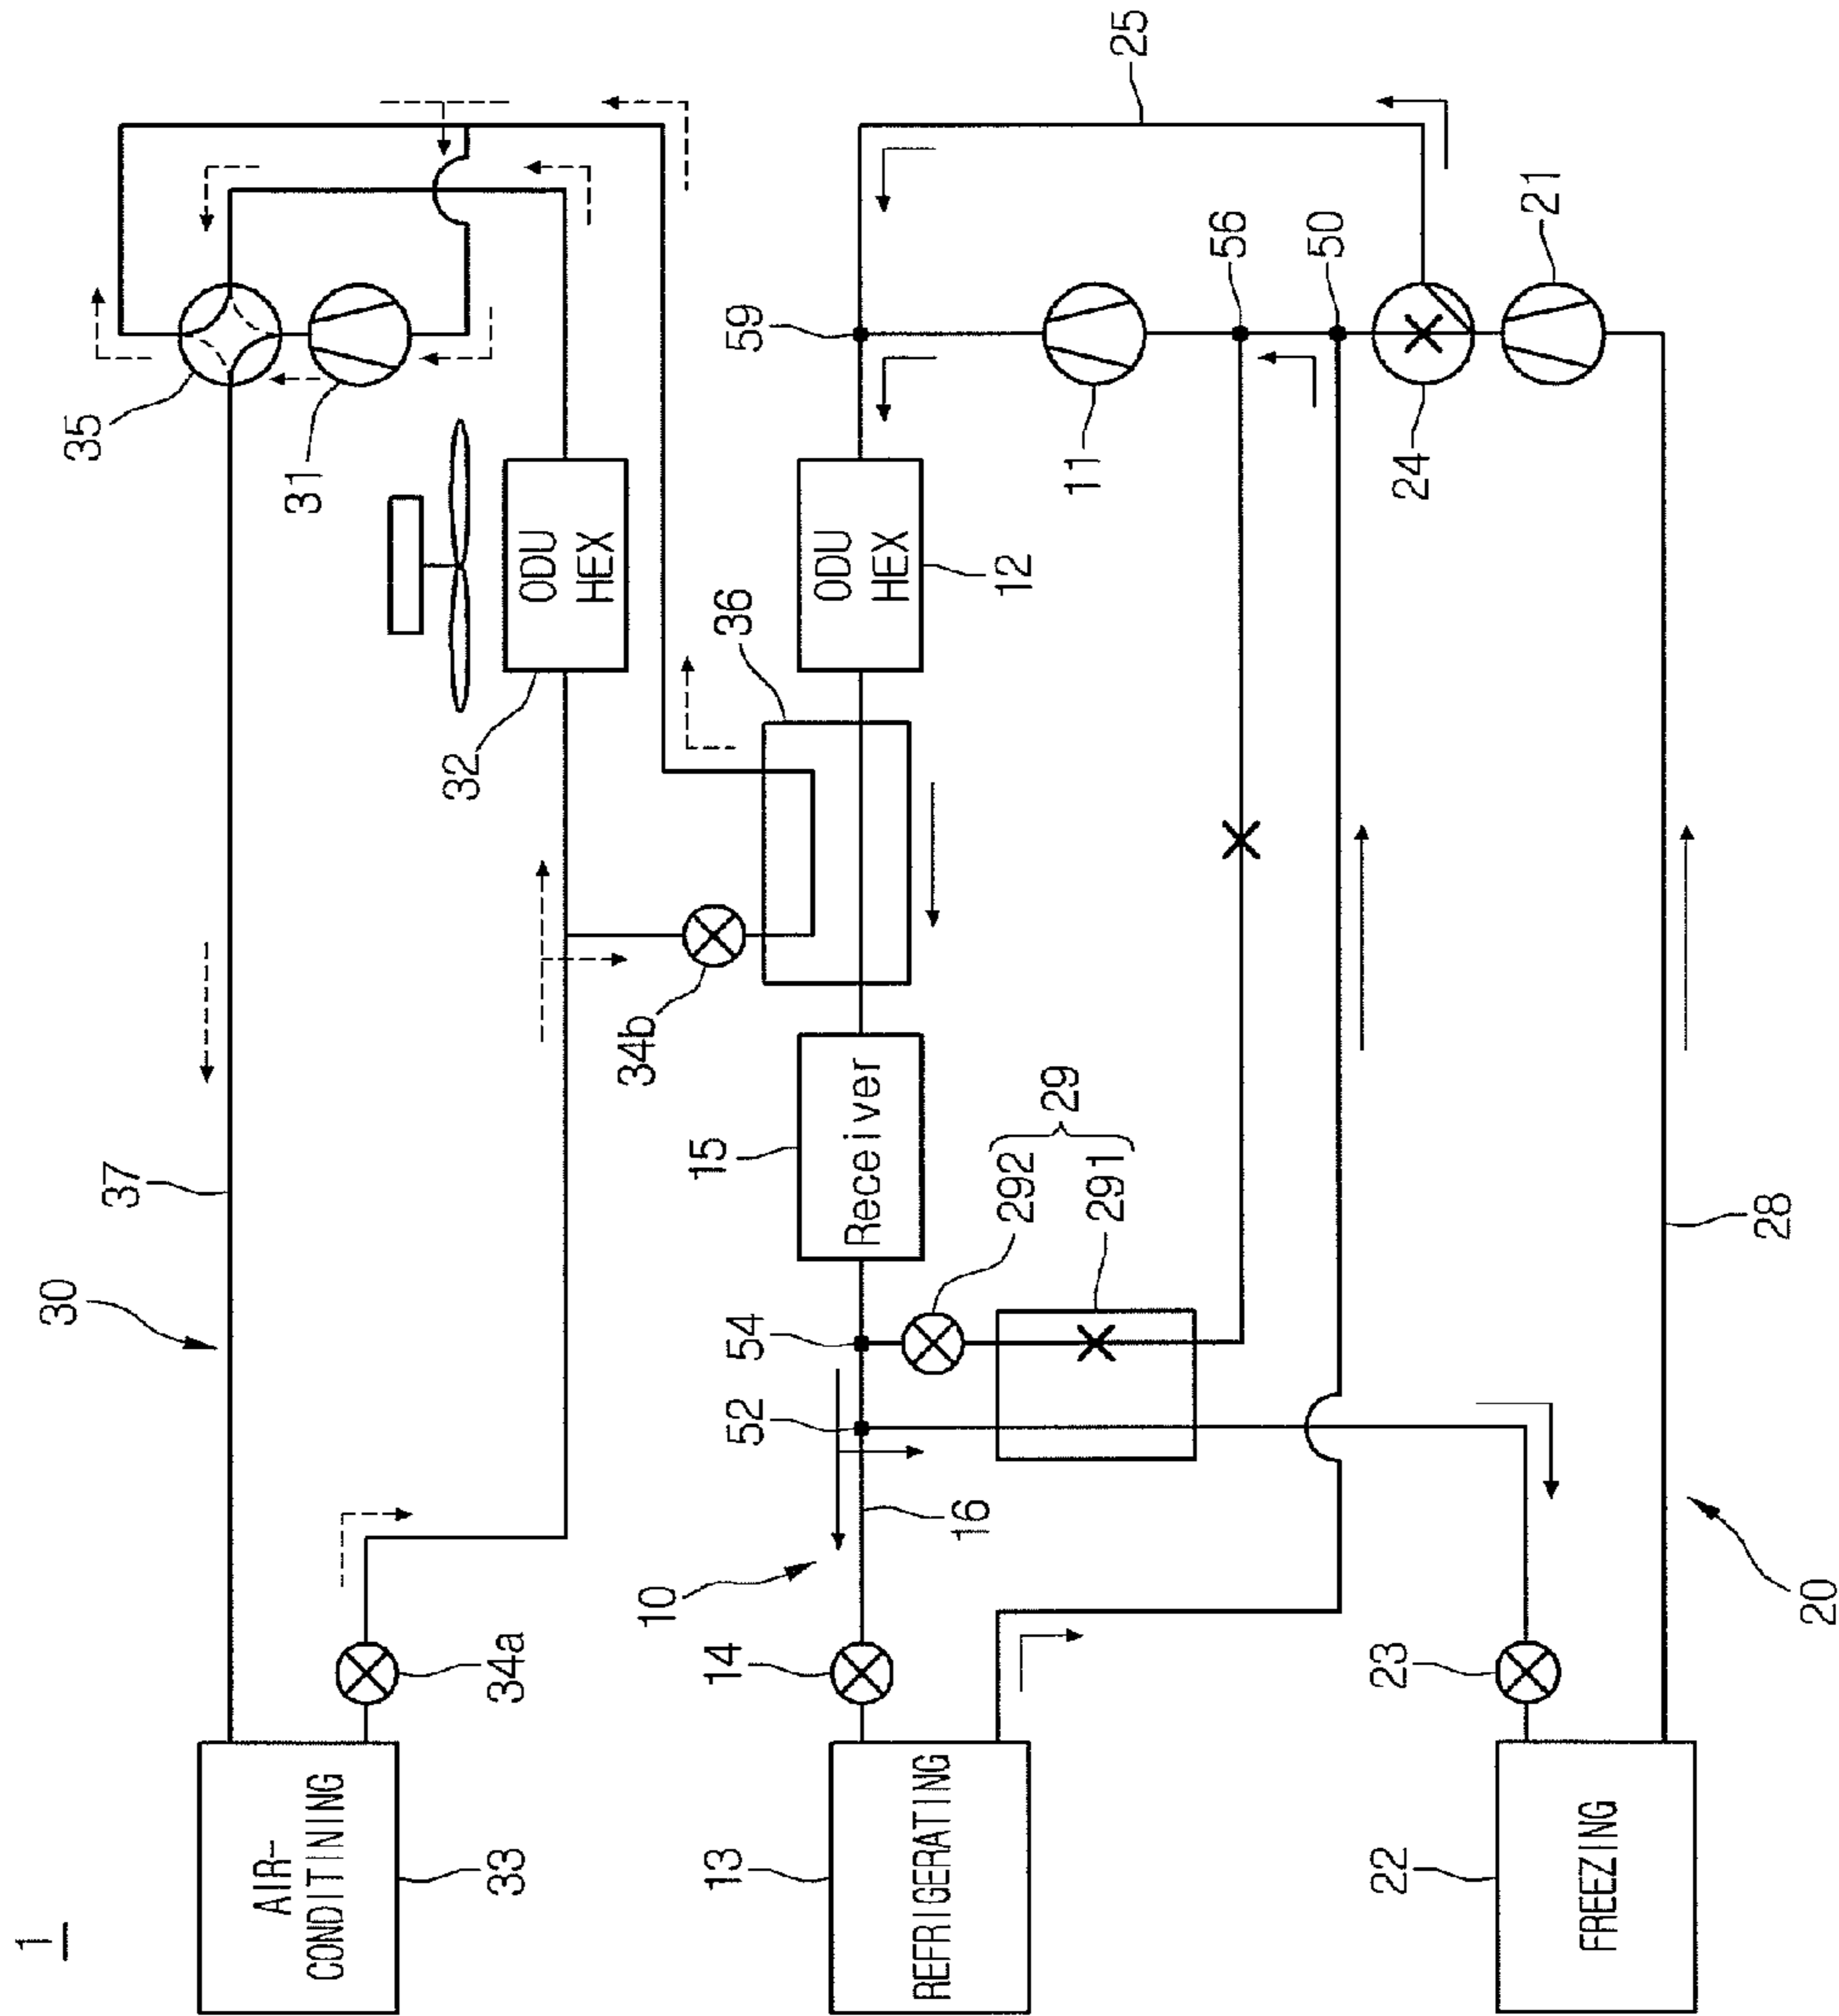 1
30
35
37
AIR-
CONDITINING
31
32
33
34a
ODU
HEX
34b
10
13
14
15
36
52
54
59
ODU
HEX
Receiver
REFRIGERATING
16
292
12
29
291
11
56
50
22
23
24
25
21
FREEZING
28
20